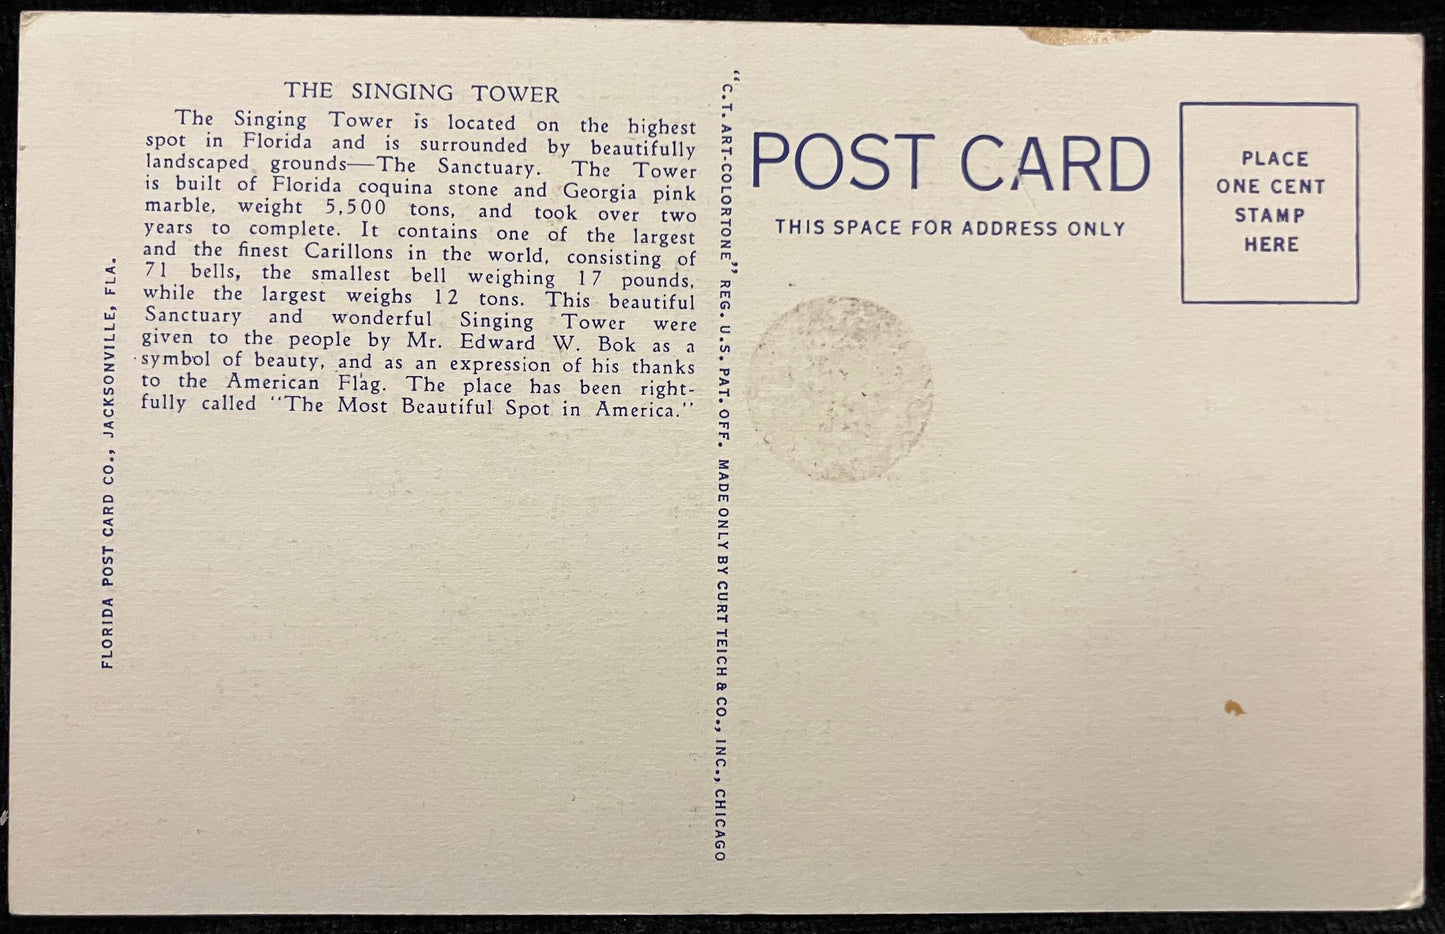 THE SINGING TOWER
The Singing Tower is located on the highest
spot in Florida and is surrounded by beautifully
landscaped grounds—The Sanctuary. The Tower
is built of Florida coquina stone and Georgia pink
marble, weight 5,500 tons, and took over two
years to complete. It contains one of the largest
and the finest Carillons in the world, consisting of
71 bells, the smallest bell weighing 17 pounds,
while the largest weighs 12 tons. This beautiful
Sanctuary and wonderful Singing Tower were
given to the people by Mr. Edward W. Bok as a
symbol of beauty, and as an expression of his thanks
to the American Flag. The place has been right-
fully called "The Most Beautiful Spot in America."
FLORIDA POST CARD CO., JACKSONVILLE, FLA.
"C.T. ART-COLORTONE" REG. U.S. PAT. OFF. MADE ONLY BY CURT TEICH & CO., INC., CHICAGO
POST CARD
THIS SPACE FOR ADDRESS ONLY
PLACE
ONE CENT
STAMP
HERE